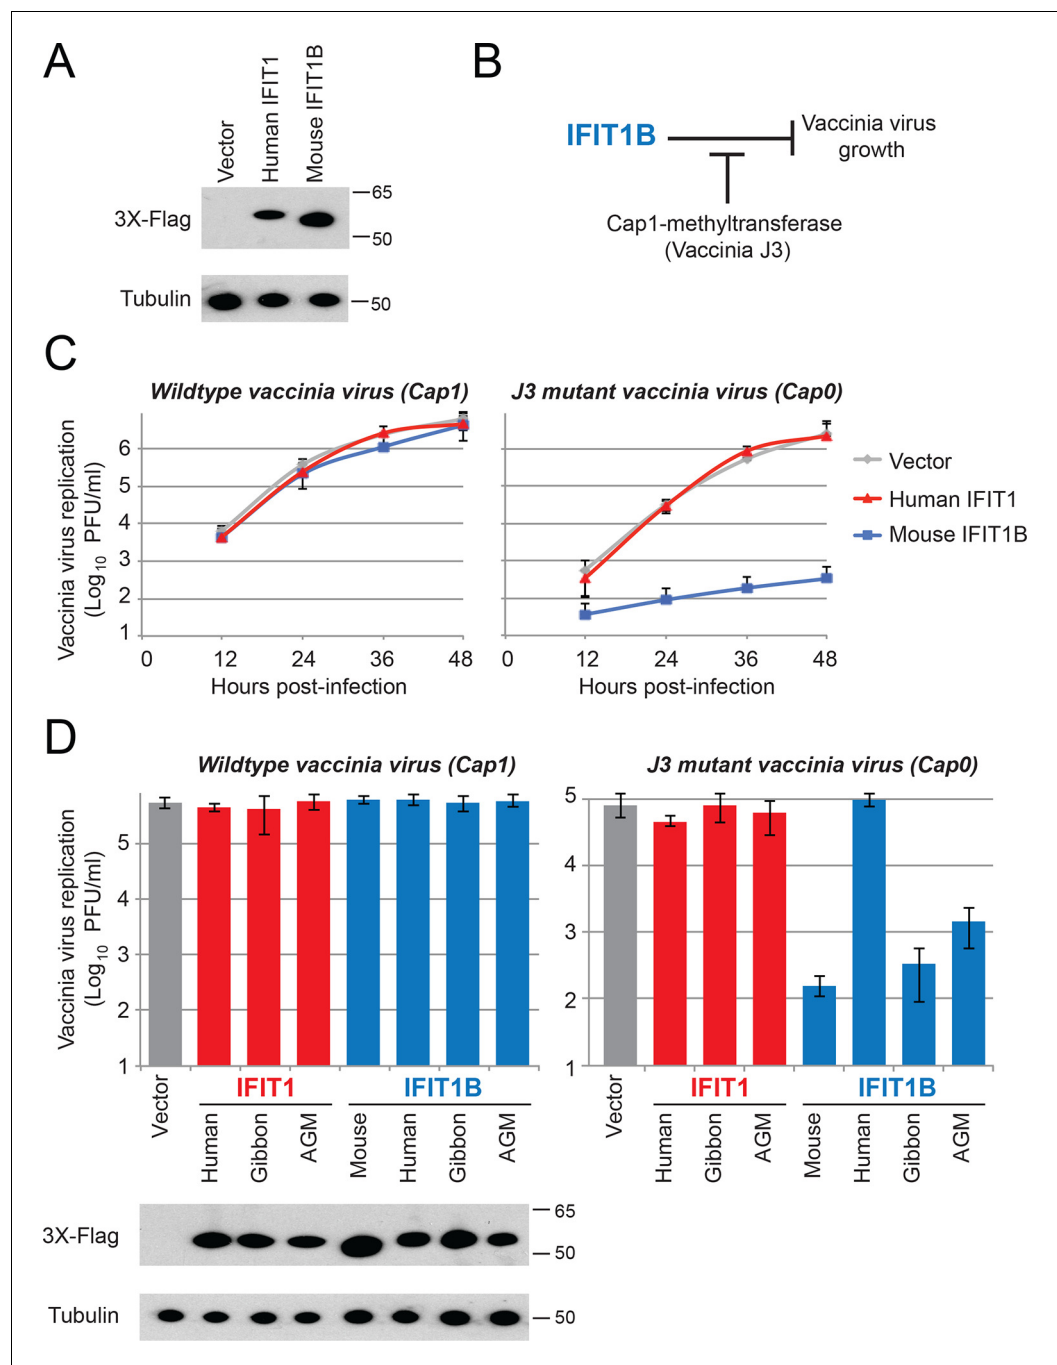 A
Vector
Human IFIT1
Mouse IFIT1B
3X-Flag
65
50
Tubulin
50
B
IFIT1B
Vaccinia virus
growth
Cap1-methyltransferase
(Vaccinia J3)
C
Wildtype vaccinia virus (Cap1)
Vaccinia virus replication
(Log10 PFU/ml)
6
5
4
3
2
1
0 12 24 36 48
Hours post-infection
J3 mutant vaccinia virus (Cap0)
0 12 24 36 48
Hours post-infection
Vector
Human IFIT1
Mouse IFIT1B
D
Wildtype vaccinia virus (Cap1)
Vaccinia virus replication
(Log10 PFU/ml)
5
4
3
2
1
Vector
IFIT1
Human
Gibbon
AGM
IFIT1B
Mouse
Human
Gibbon
AGM
J3 mutant vaccinia virus (Cap0)
5
4
3
2
1
Vector
IFIT1
Human
Gibbon
AGM
IFIT1B
Mouse
Human
Gibbon
AGM
3X-Flag
65
50
Tubulin
50